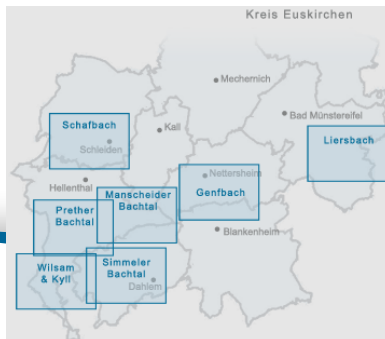 Kreis Euskirchen
Mechernich
Bad Münstereifel
Schafbach
Kall
Schleiden
Liersbach
Nettersheim
Hellenthal
Manscheider
Bachtal
Genfbach
Prether
Bachtal
Blankenheim
Wilsam
& Kyll
Simmeler
Bachtal
Dahlem